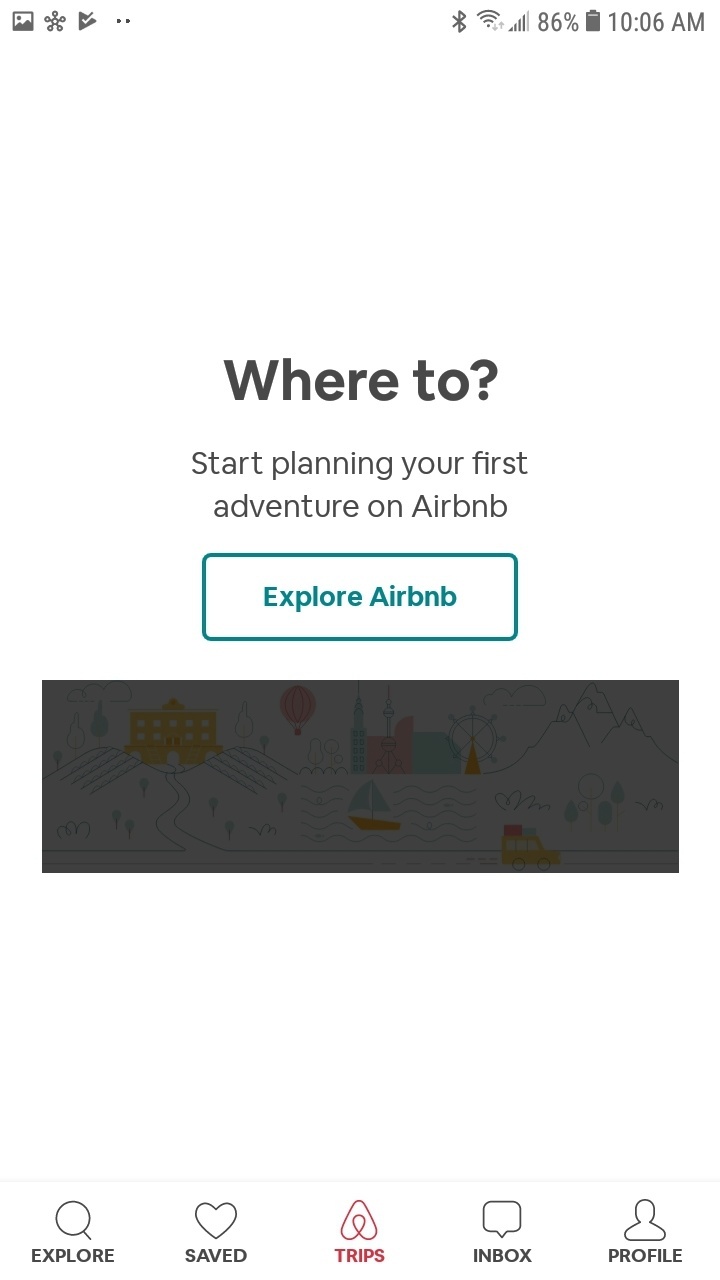 86% 10:06 AM
Where to?
Start planning your first
adventure on Airbnb
Explore Airbnb
EXPLORE SAVED TRIPS INBOX PROFILE